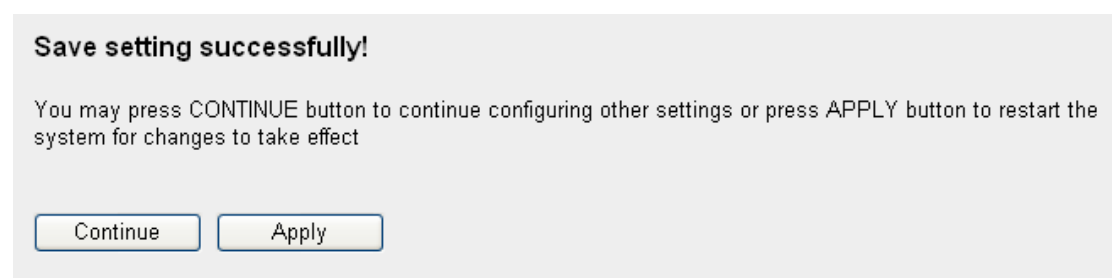 Save setting successfully!
You may press CONTINUE button to continue configuring other settings or press APPLY button to restart the
system for changes to take effect
Continue
Apply